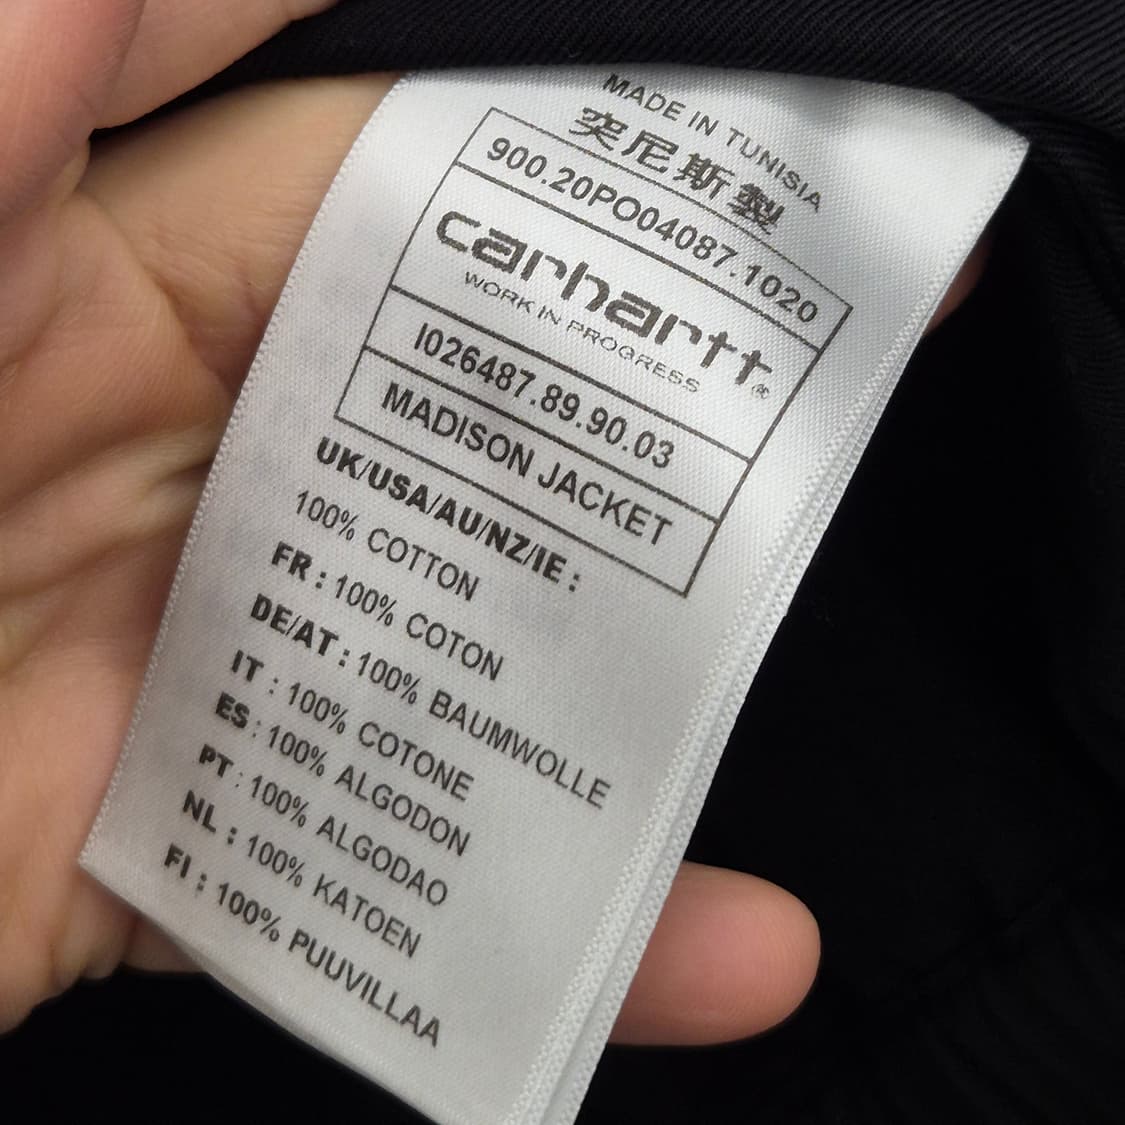 MADE IN TUNISIA
突尼斯製
900.20PO04087.1020
carhartt®
WORK IN PROGRESS
I026487.89.90.03
MADISON JACKET
UK/USA/AU/NZ/IE :
100% COTTON
FR : 100% COTON
DE/AT : 100% BAUMWOLLE
IT : 100% COTONE
ES : 100% ALGODON
PT : 100% ALGODAO
NL : 100% KATOEN
FI : 100% PUUVILLAA